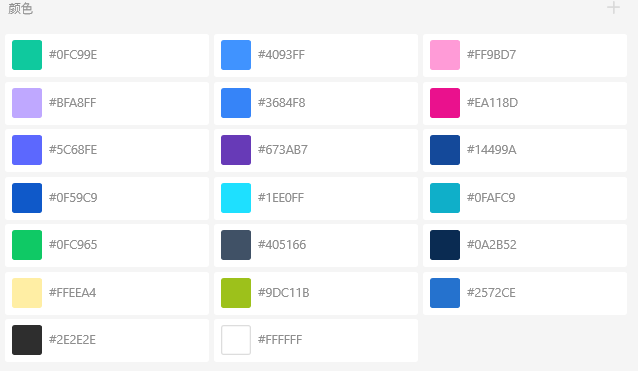 颜色
#0FC99E #4093FF #FF9BD7
#BFA8FF #3684F8 #EA118D
#5C68FE #673AB7 #14499A
#0F59C9 #1EE0FF #0FAFC9
#0FC965 #405166 #0A2B52
#FFEEA4 #9DC11B #2572CE
#2E2E2E #FFFFFF